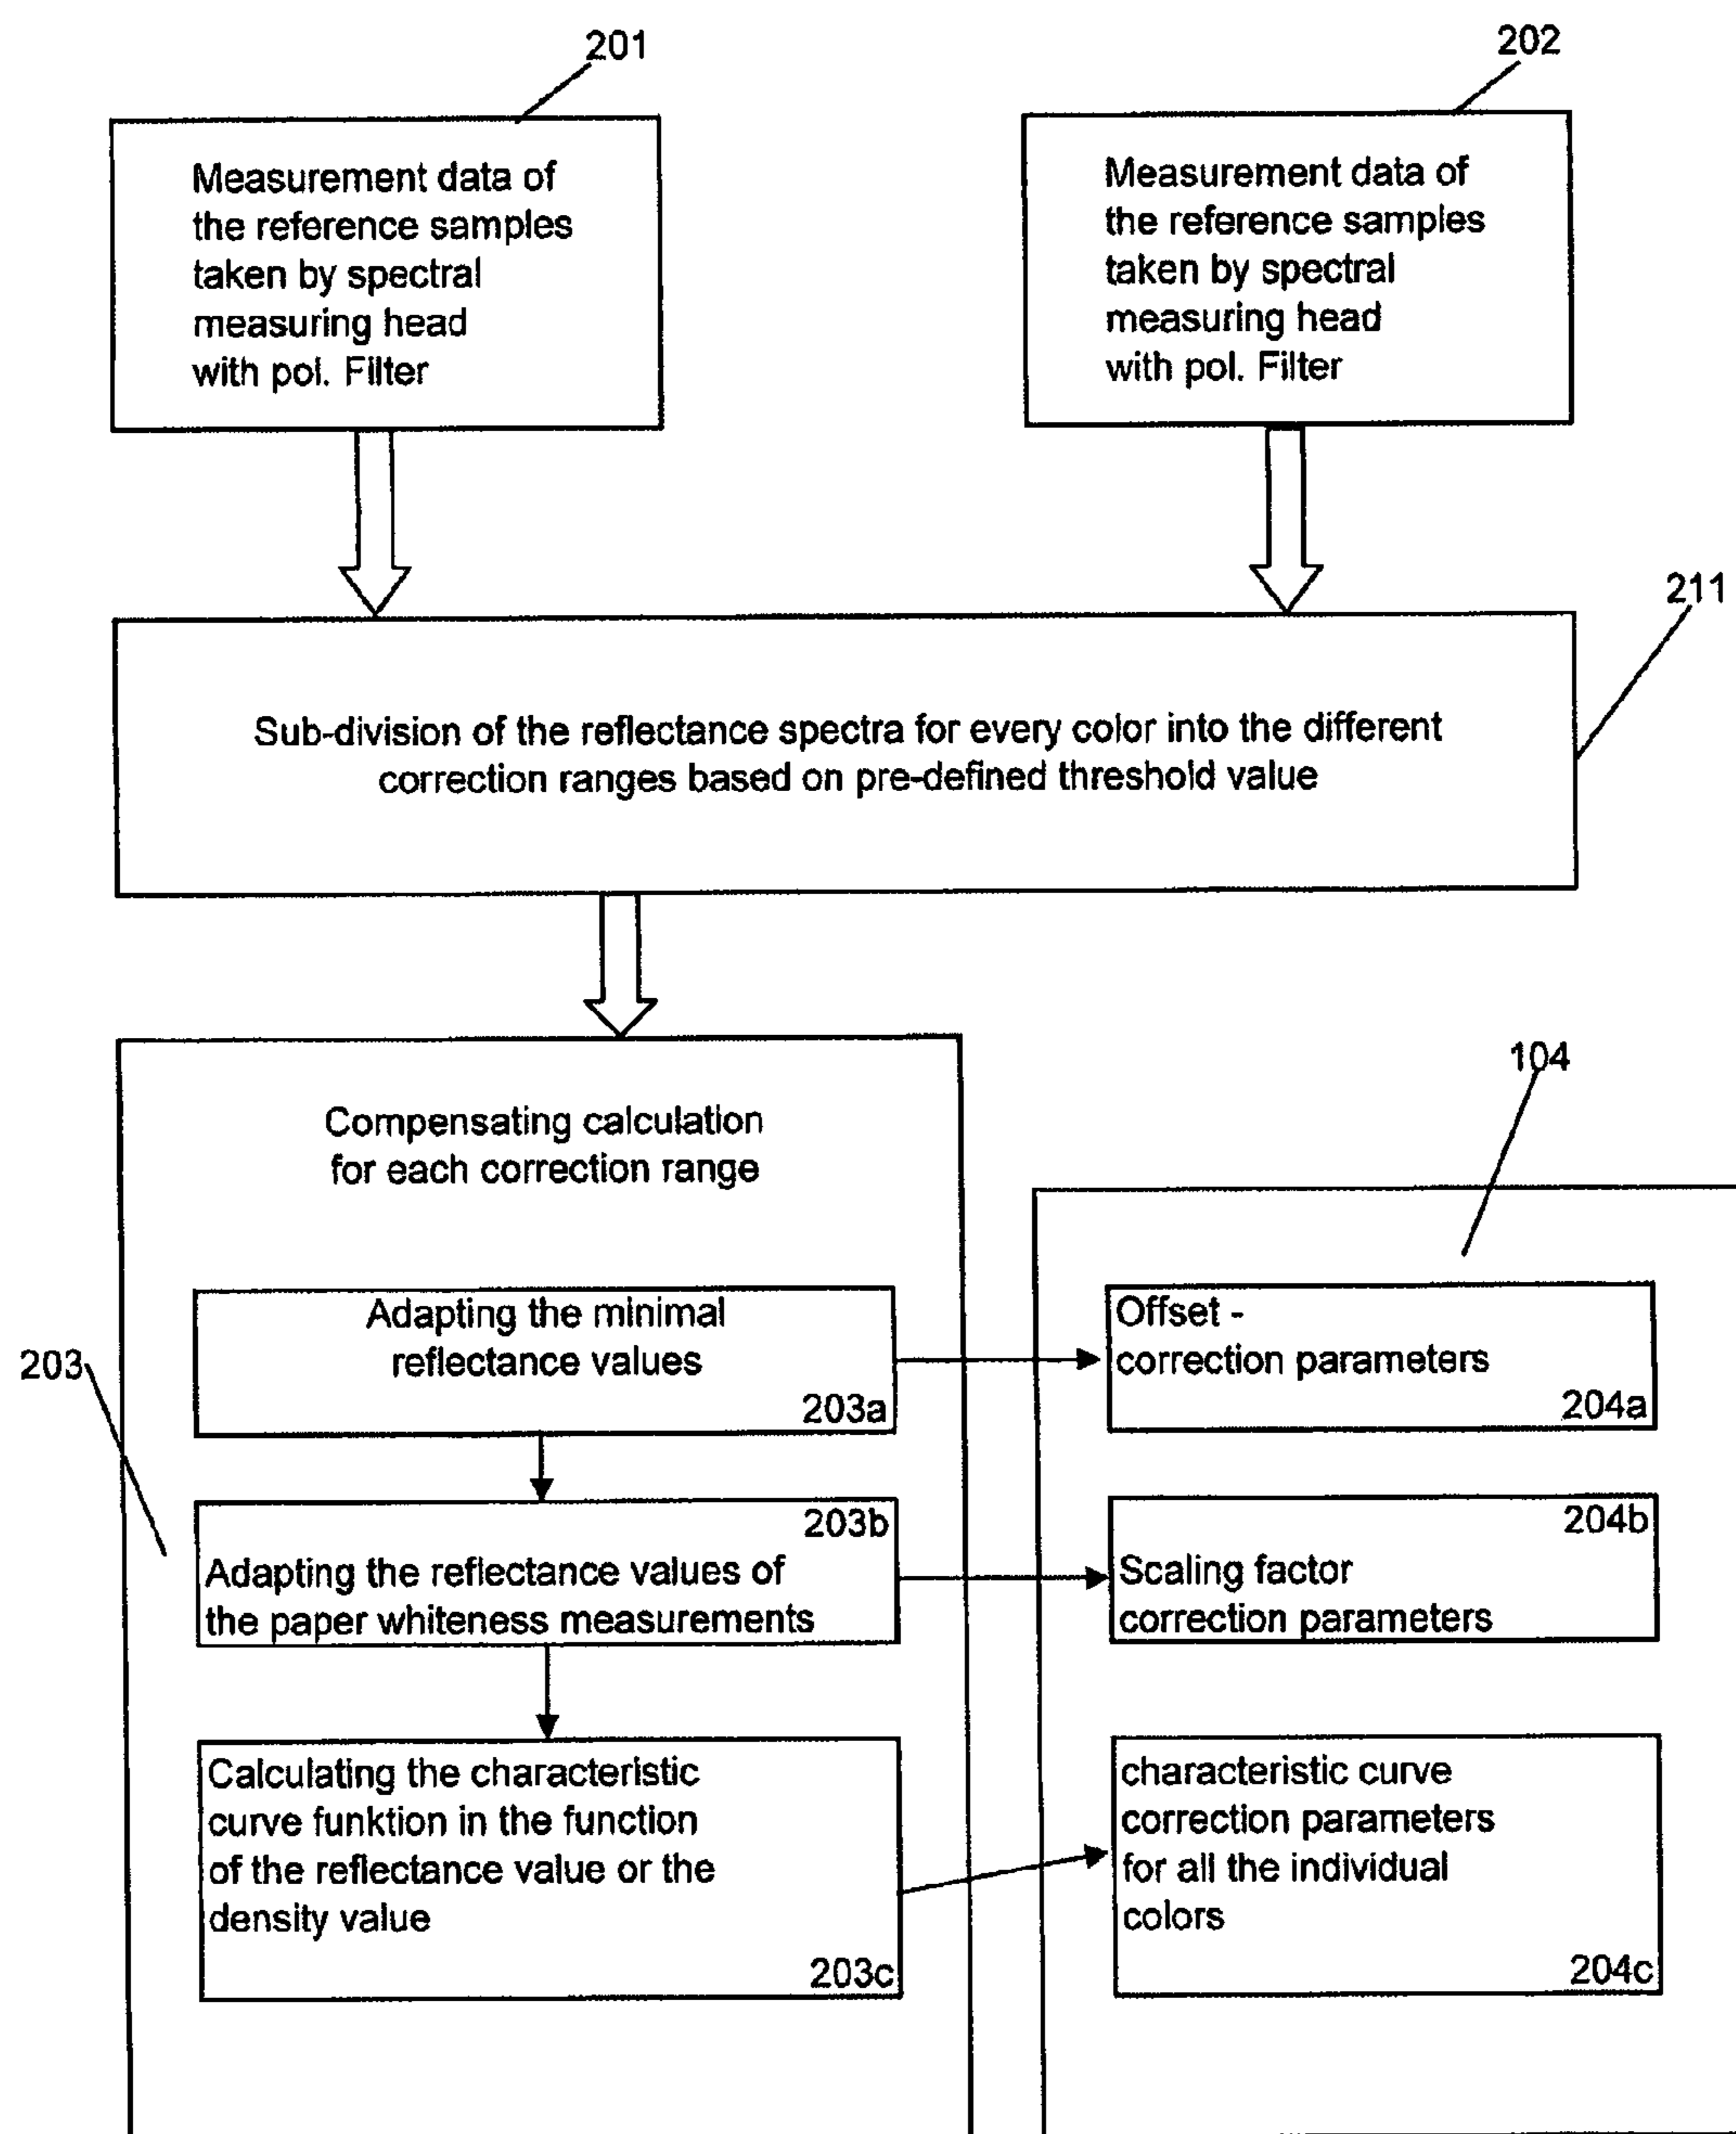 201
202
Measurement data of
the reference samples
taken by spectral
measuring head
with pol. Filter
Measurement data of
the reference samples
taken by spectral
measuring head
with pol. Filter
211
Sub-division of the reflectance spectra for every color into the different
correction ranges based on pre-defined threshold value
Compensating calculation
for each correction range
104
203
Adapting the minimal
reflectance values
203a
Offset -
correction parameters
204a
203b
Adapting the reflectance values of
the paper whiteness measurements
204b
Scaling factor
correction parameters
Calculating the characteristic
curve funktion in the function
of the reflectance value or the
density value
203c
characteristic curve
correction parameters
for all the individual
colors
204c